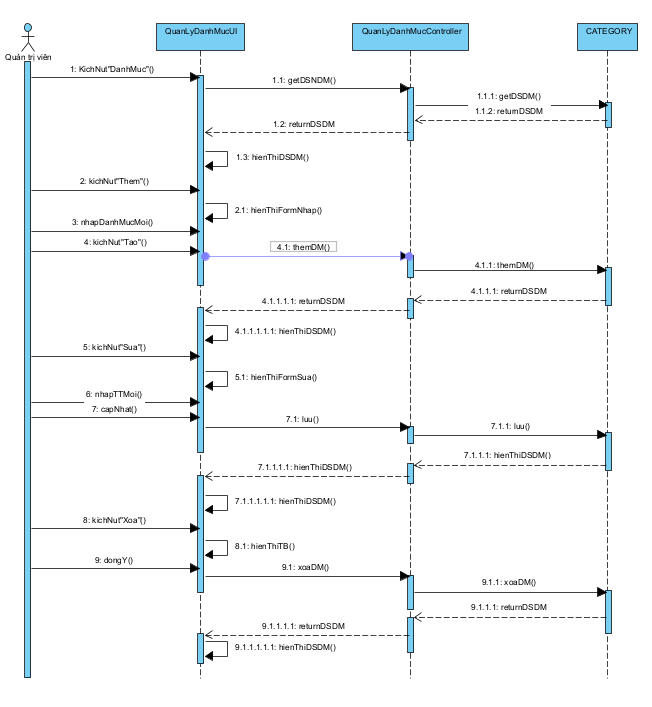 QuanLyDanhMucUI
QuanLyDanhMucController
CATEGORY
Quản trị viên
1: KichNut"DanhMuc"()
1.1: getDSNDM()
1.1.1: getDSDM()
1.1.2: returnDSDM
1.2: returnDSDM
1.3: hienThiDSDM()
2: kichNut"Them"()
2.1: hienThiFormNhap()
3: nhapDanhMucMoi()
4: kichNut"Tao"()
4.1: themDM()
4.1.1: themDM()
4.1.1.1: returnDSDM
4.1.1.1.1: returnDSDM
4.1.1.1.1.1: hienThiDSDM()
5: kichNut"Sua"()
5.1: hienThiFormSua()
6: nhapTTMoi()
7: capNhat()
7.1: luu()
7.1.1: luu()
7.1.1.1: hienThiDSDM()
7.1.1.1.1: hienThiDSDM()
7.1.1.1.1.1: hienThiDSDM()
8: kichNut"Xoa"()
8.1: hienThiTB()
9: dongY()
9.1: xoaDM()
9.1.1: xoaDM()
9.1.1.1: returnDSDM
9.1.1.1.1: returnDSDM
9.1.1.1.1.1: hienThiDSDM()